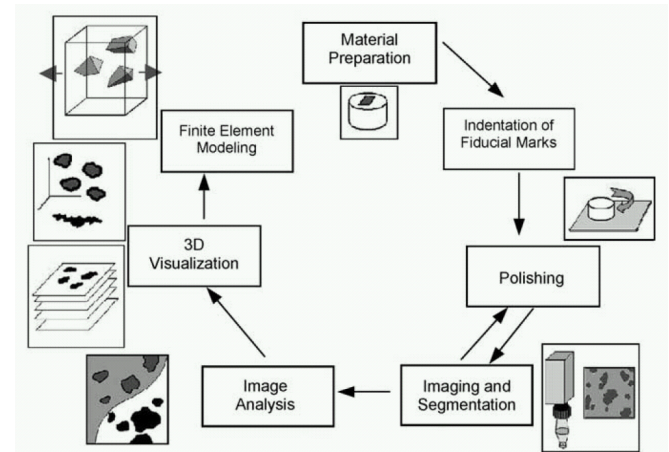 Material
Preparation
Indentation of
Fiducial Marks
Polishing
Imaging and
Segmentation
Image
Analysis
3D
Visualization
Finite Element
Modeling